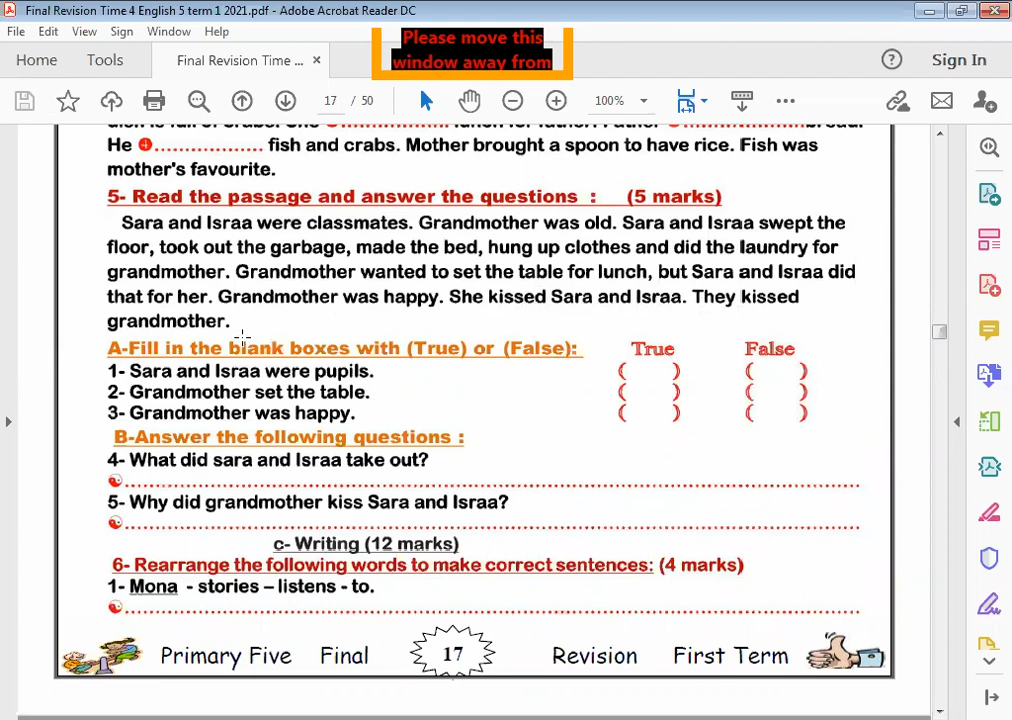 Final Revision Time 4 English 5 term 1 2021.pdf - Adobe Acrobat Reader DC
File Edit View Sign Window Help
Please move this
window away from
Home Tools Final Revision Time ... × Sign In
17 / 50 100%
He 4.................. fish and crabs. Mother brought a spoon to have rice. Fish was
mother's favourite.
5- Read the passage and answer the questions : (5 marks)
Sara and Israa were classmates. Grandmother was old. Sara and Israa swept the
floor, took out the garbage, made the bed, hung up clothes and did the laundry for
grandmother. Grandmother wanted to set the table for lunch, but Sara and Israa did
that for her. Grandmother was happy. She kissed Sara and Israa. They kissed
grandmother.
A-Fill in the blank boxes with (True) or (False): True False
1- Sara and Israa were pupils. ( ) ( )
2- Grandmother set the table. ( ) ( )
3- Grandmother was happy. ( ) ( )
B-Answer the following questions :
4- What did sara and Israa take out?
5- Why did grandmother kiss Sara and Israa?
c- Writing (12 marks)
6- Rearrange the following words to make correct sentences: (4 marks)
1- Mona - stories – listens - to.
Primary Five Final 17 Revision First Term